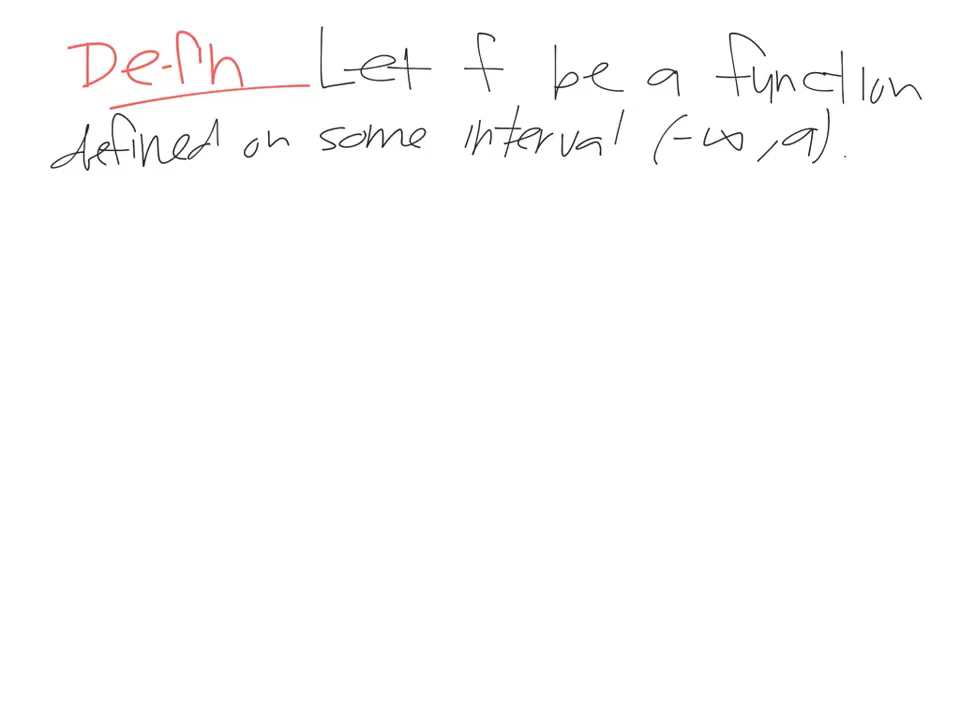 Defn Let f be a function
defined on some interval (-∞, a).